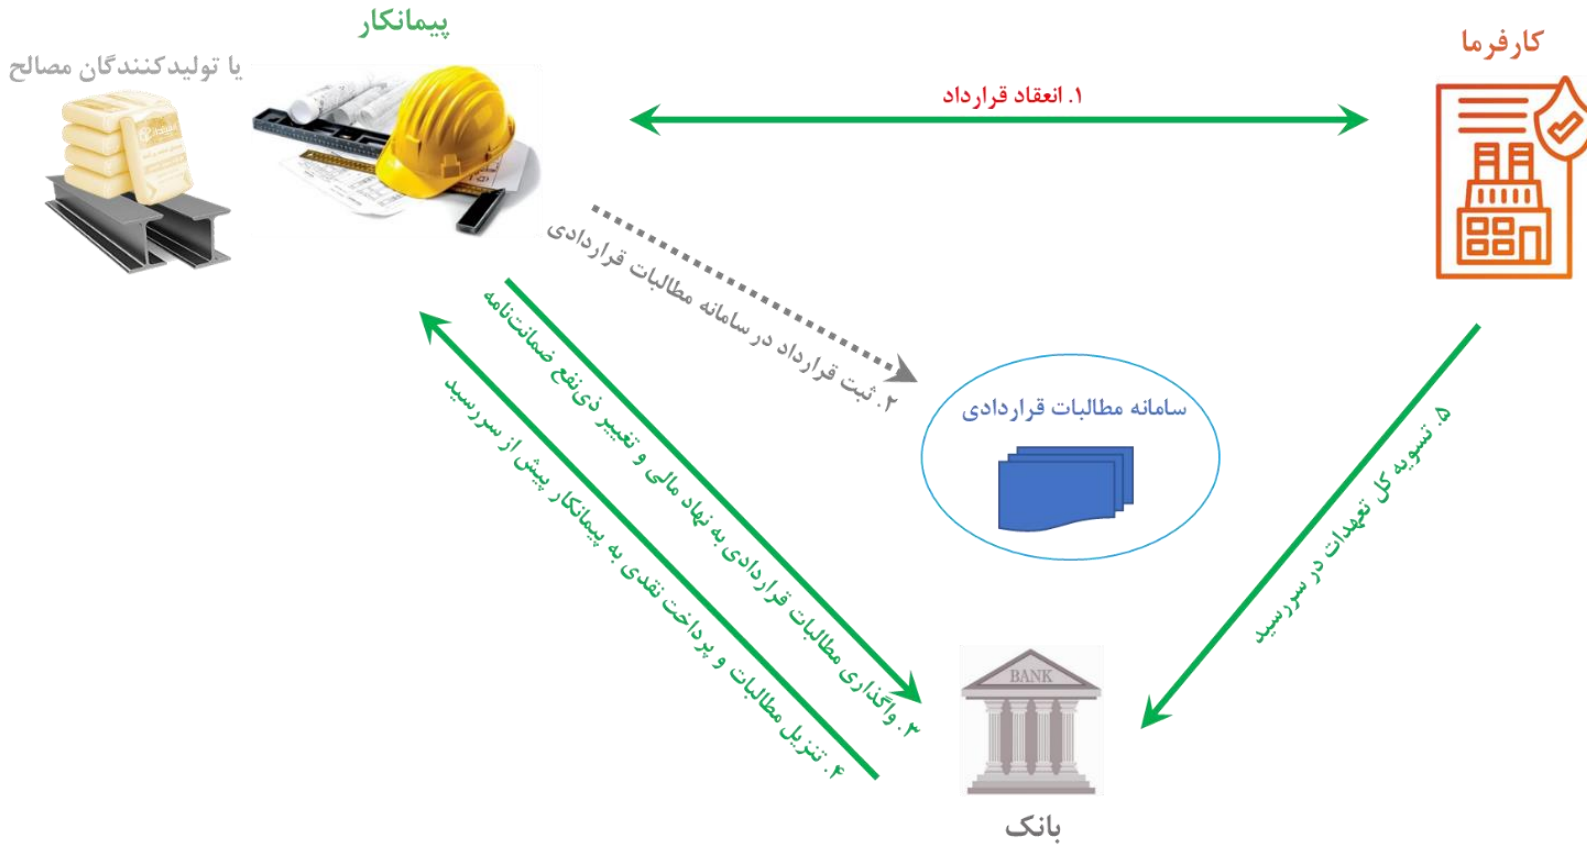 پیمانکار
کارفرما
یا تولیدکنندگان مصالح
۱. انعقاد قرارداد
۲. ثبت قرارداد در سامانه مطالبات قراردادی
سامانه مطالبات قراردادی
۳. واگذاری مطالبات قراردادی به نهاد مالی و تغییر ذی‌نفع ضمانت‌نامه
۴. تنزیل مطالبات و پرداخت نقدی به پیمانکار پیش از سررسید
۵. تسویه کل تعهدات در سررسید
BANK
بانک